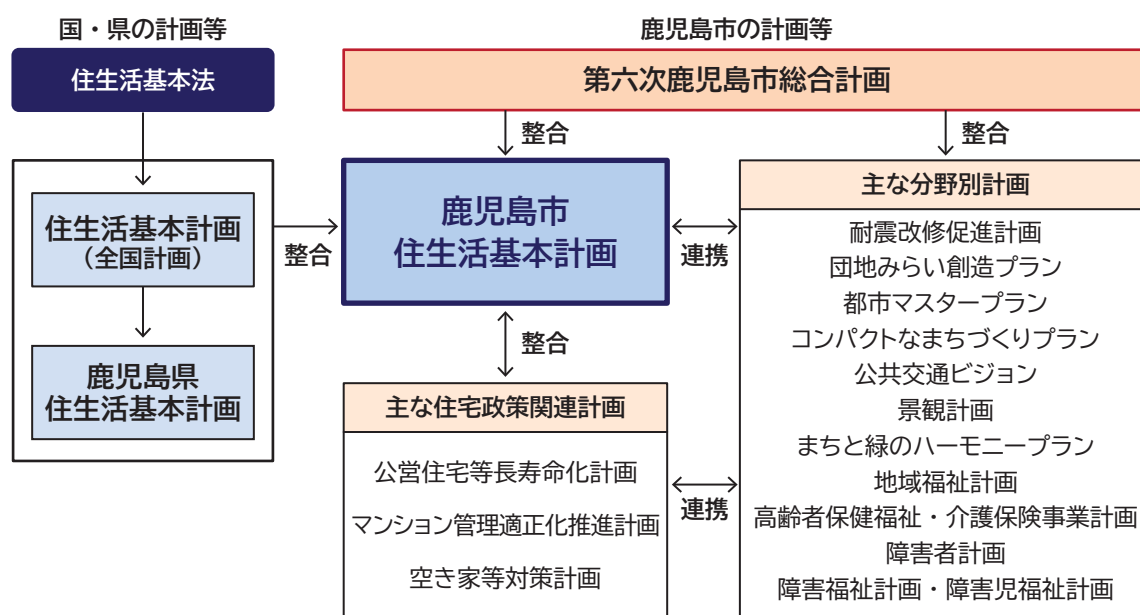 国・県の計画等
住生活基本法
住生活基本計画
（全国計画）
鹿児島県
住生活基本計画
整合
鹿児島市の計画等
第六次鹿児島市総合計画
整合
整合
鹿児島市
住生活基本計画
連携
整合
主な住宅政策関連計画
公営住宅等長寿命化計画
マンション管理適正化推進計画
空き家等対策計画
連携
主な分野別計画
耐震改修促進計画
団地みらい創造プラン
都市マスタープラン
コンパクトなまちづくりプラン
公共交通ビジョン
景観計画
まちと緑のハーモニープラン
地域福祉計画
高齢者保健福祉・介護保険事業計画
障害者計画
障害福祉計画・障害児福祉計画